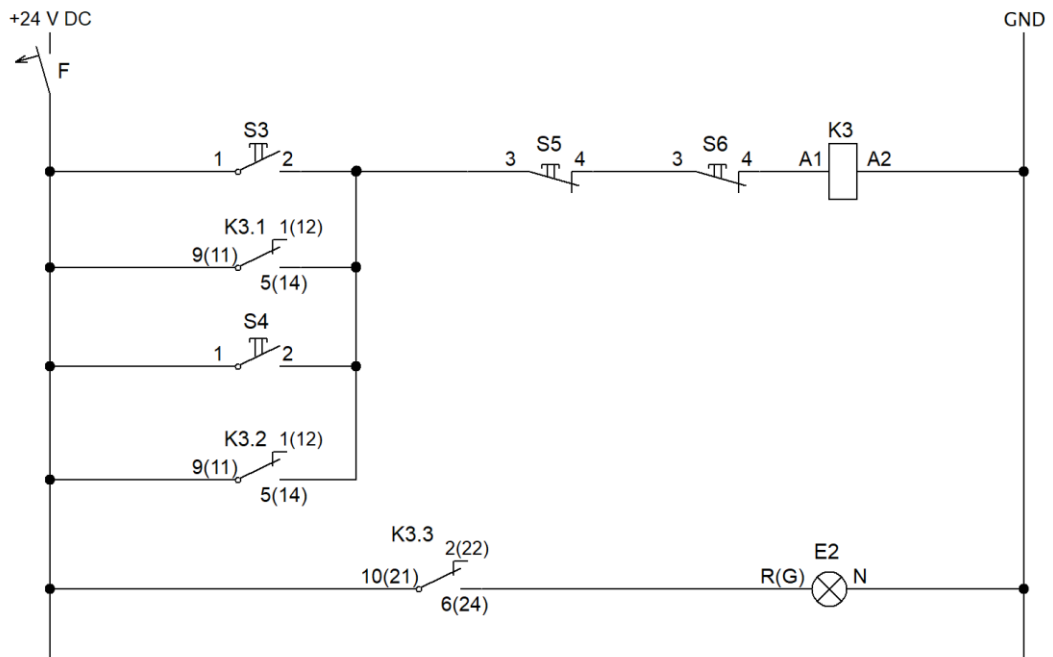 +24 V DC
GND
F
S3
1 2
S5
3 4
S6
3 4
K3
A1 A2
K3.1 1(12)
9(11)
5(14)
S4
1 2
K3.2 1(12)
9(11)
5(14)
K3.3
2(22)
10(21)
6(24)
E2
R(G) N